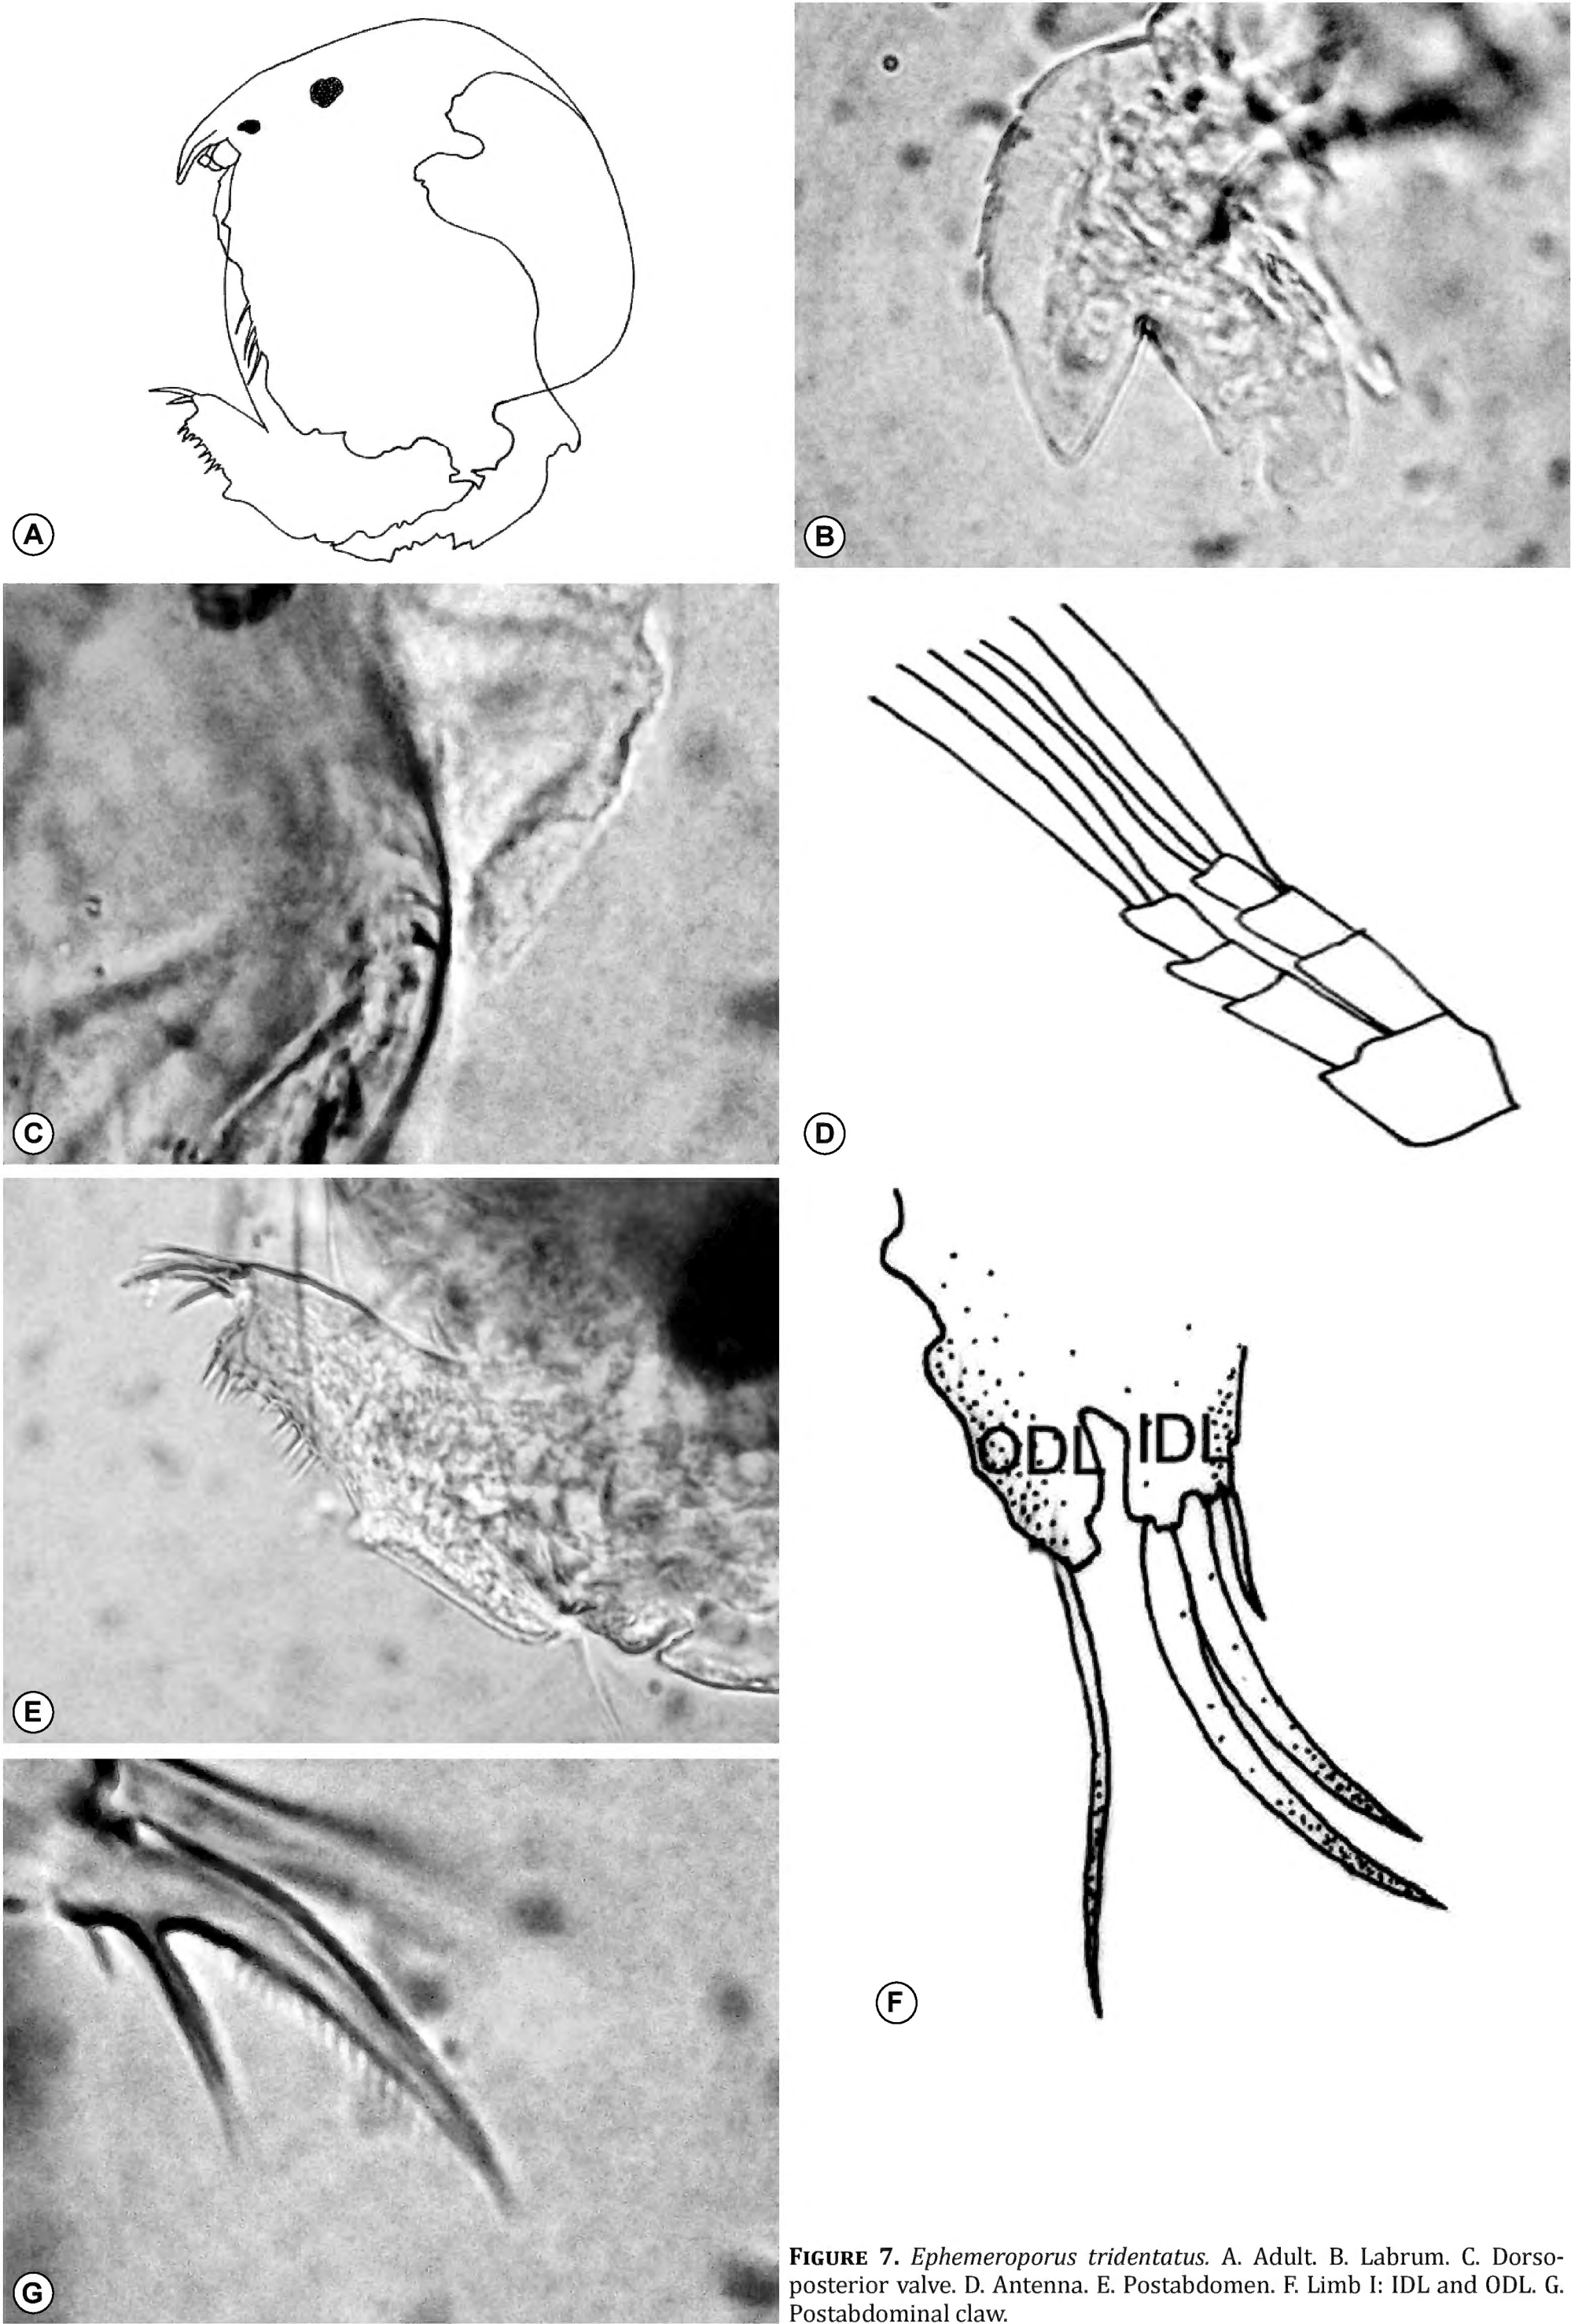 A
B
C
D
E
ODL IDL
F
G
FIGURE 7. Ephemeroporus tridentatus. A. Adult. B. Labrum. C. Dorso-
posterior valve. D. Antenna. E. Postabdomen. F. Limb I: IDL and ODL. G.
Postabdominal claw.